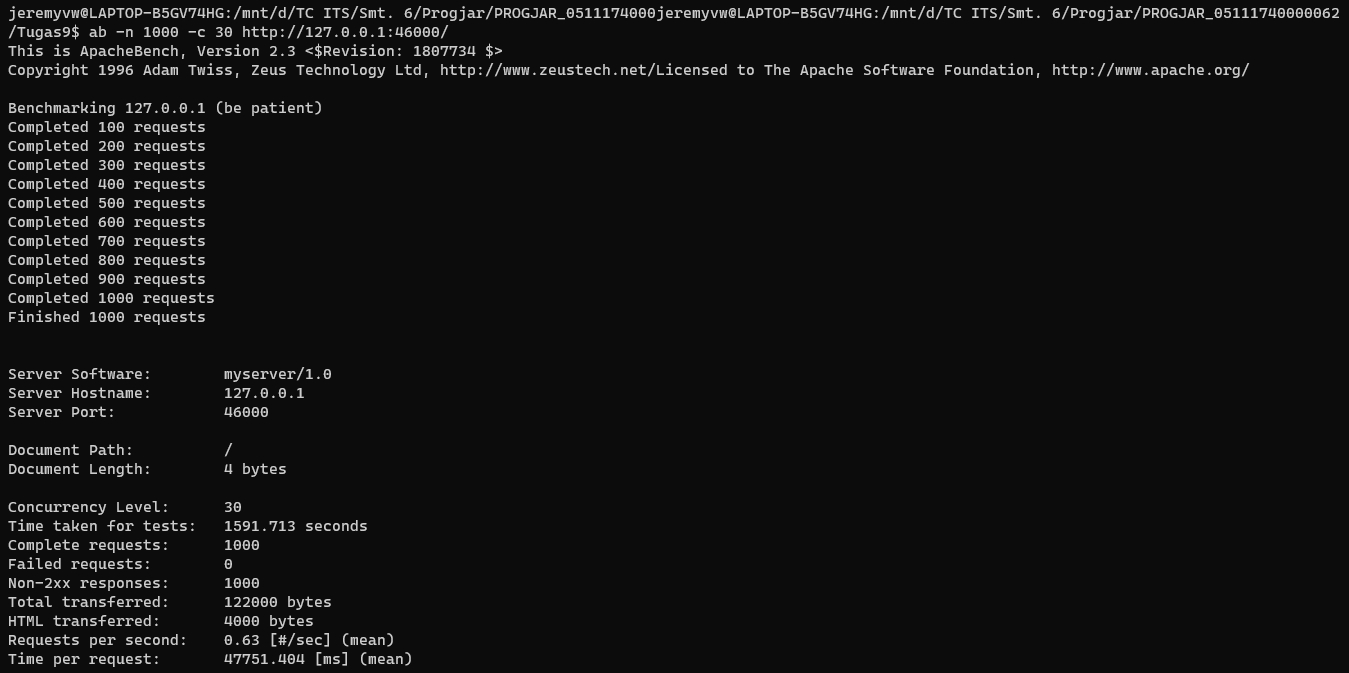 jeremyvw@LAPTOP-B5GV74HG:/mnt/d/TC ITS/Smt. 6/Progjar/PROGJAR_0511174000jeremyvw@LAPTOP-B5GV74HG:/mnt/d/TC ITS/Smt. 6/Progjar/PROGJAR_05111740000062
/Tugas9$ ab -n 1000 -c 30 http://127.0.0.1:46000/
This is ApacheBench, Version 2.3 <$Revision: 1807734 $>
Copyright 1996 Adam Twiss, Zeus Technology Ltd, http://www.zeustech.net/Licensed to The Apache Software Foundation, http://www.apache.org/
Benchmarking 127.0.0.1 (be patient)
Completed 100 requests
Completed 200 requests
Completed 300 requests
Completed 400 requests
Completed 500 requests
Completed 600 requests
Completed 700 requests
Completed 800 requests
Completed 900 requests
Completed 1000 requests
Finished 1000 requests
Server Software:        myserver/1.0
Server Hostname:        127.0.0.1
Server Port:            46000
Document Path:          /
Document Length:        4 bytes
Concurrency Level:      30
Time taken for tests:   1591.713 seconds
Complete requests:      1000
Failed requests:        0
Non-2xx responses:      1000
Total transferred:      122000 bytes
HTML transferred:       4000 bytes
Requests per second:    0.63 [#/sec] (mean)
Time per request:       47751.404 [ms] (mean)